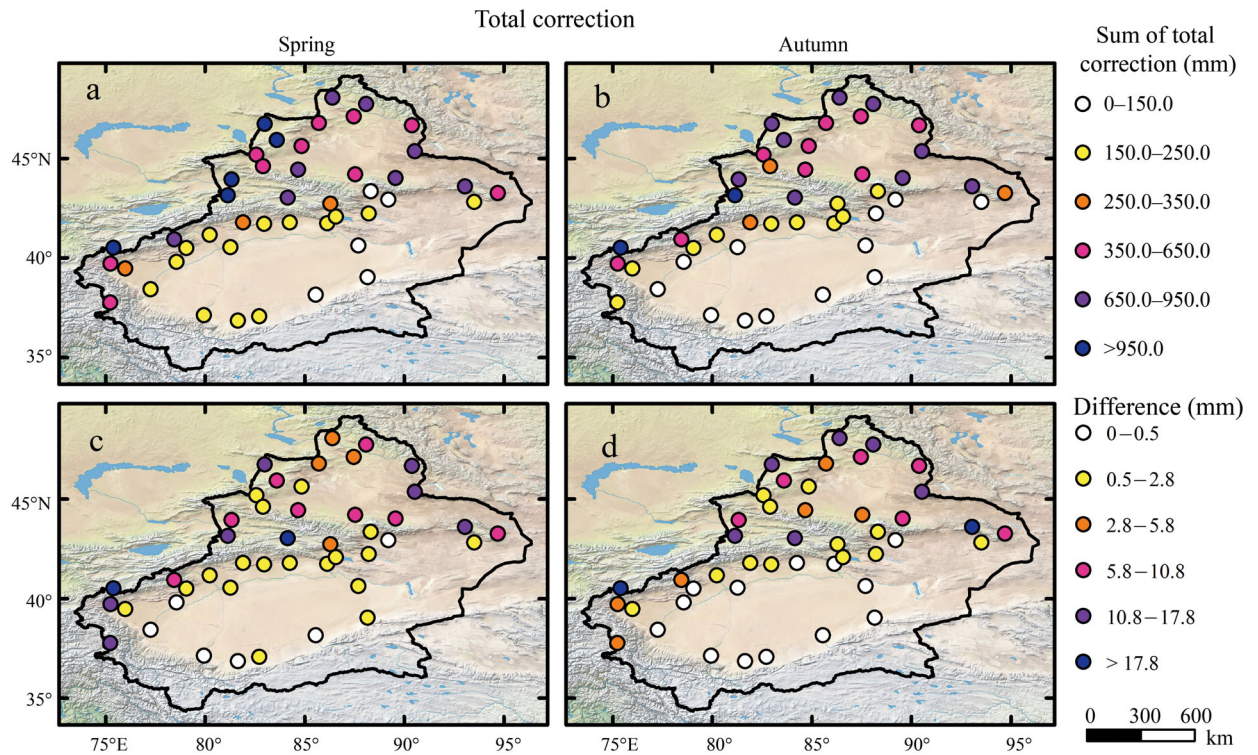 Total correction
Spring
Autumn
a
b
45°N
40°
35°
c
d
45°N
40°
35°
75°E
80°
85°
90°
95°
75°E
80°
85°
90°
95°
Sum of total
correction (mm)
0–150.0
150.0–250.0
250.0–350.0
350.0–650.0
650.0–950.0
>950.0
Difference (mm)
0–0.5
0.5–2.8
2.8–5.8
5.8–10.8
10.8–17.8
> 17.8
0 300 600
km